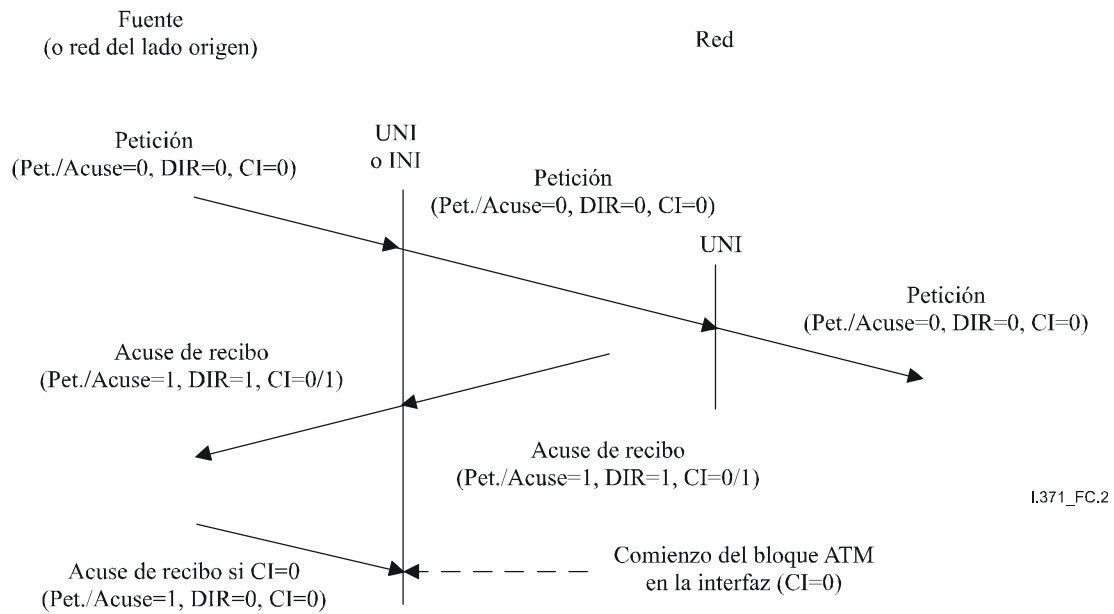 Fuente
(o red del lado origen)
Red
Petición
(Pet./Acuse=0, DIR=0, CI=0)
UNI
o INI
Petición
(Pet./Acuse=0, DIR=0, CI=0)
UNI
Petición
(Pet./Acuse=0, DIR=0, CI=0)
Acuse de recibo
(Pet./Acuse=1, DIR=1, CI=0/1)
Acuse de recibo
(Pet./Acuse=1, DIR=1, CI=0/1)
I.371_FC.2
Acuse de recibo si CI=0
(Pet./Acuse=1, DIR=0, CI=0)
Comienzo del bloque ATM
en la interfaz (CI=0)